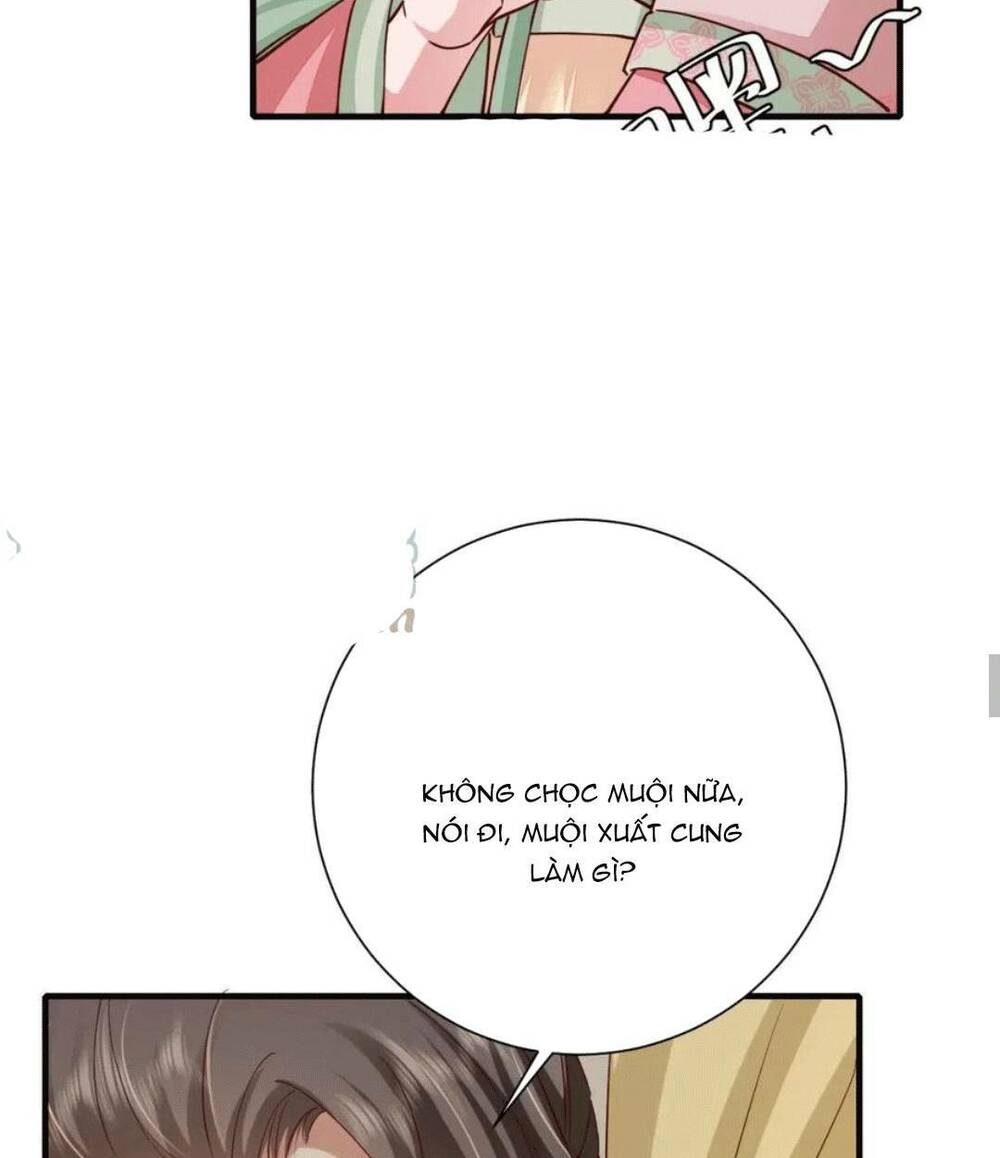 KHÔNG CHỌC MUỘI NỮA,
NÓI ĐI, MUỘI XUẤT CUNG
LÀM GÌ?